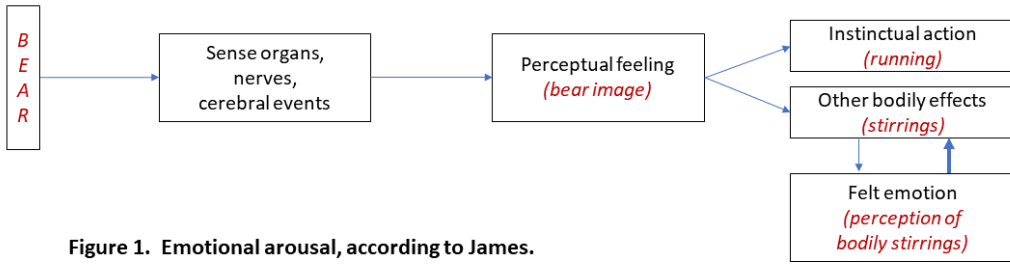 B
E
A
R
Sense organs,
nerves,
cerebral events
Perceptual feeling
(bear image)
Instinctual action
(running)
Other bodily effects
(stirrings)
Felt emotion
(perception of
bodily stirrings)
Figure 1.  Emotional arousal, according to James.